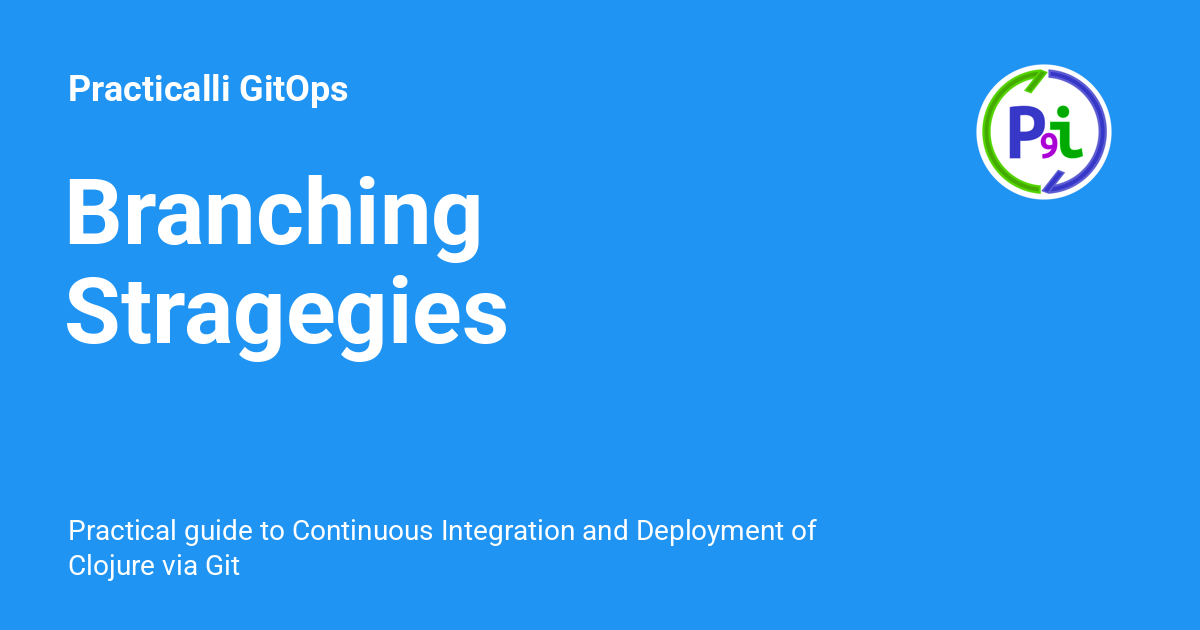 Practicalli GitOps
P9i
Branching
Stragegies
Practical guide to Continuous Integration and Deployment of
Clojure via Git